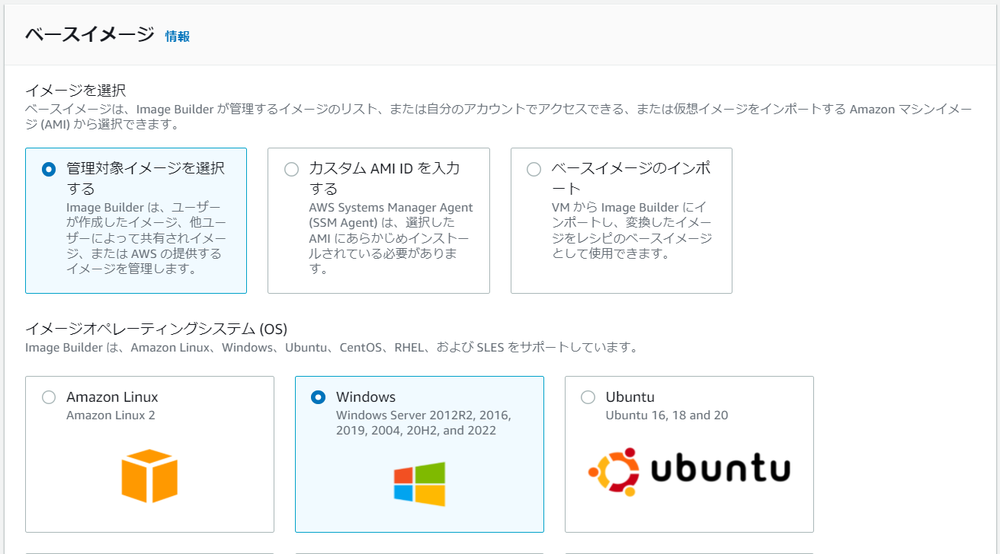 ベースイメージ 情報
イメージを選択
ベースイメージは、Image Builder が管理するイメージのリスト、または自分のアカウントでアクセスできる、または仮想イメージをインポートする Amazon マシンイメー
ジ (AMI) から選択できます。
管理対象イメージを選択
する
Image Builder は、ユーザー
が作成したイメージ、他ユー
ザーによって共有されイメー
ジ、または AWS の提供する
イメージを管理します。
カスタム AMI ID を入力
する
AWS Systems Manager Agent
(SSM Agent) は、選択した
AMI にあらかじめインストー
ルされている必要がありま
す。
ベースイメージのインポ
ート
VM から Image Builder にイ
ンポートし、変換したイメー
ジをレシピのベースイメージ
として使用できます。
イメージオペレーティングシステム (OS)
Image Builder は、Amazon Linux、Windows、Ubuntu、CentOS、RHEL、および SLES をサポートしています。
Amazon Linux
Amazon Linux 2
Windows
Windows Server 2012R2, 2016,
2019, 2004, 20H2, and 2022
Ubuntu
Ubuntu 16, 18 and 20
ubuntu